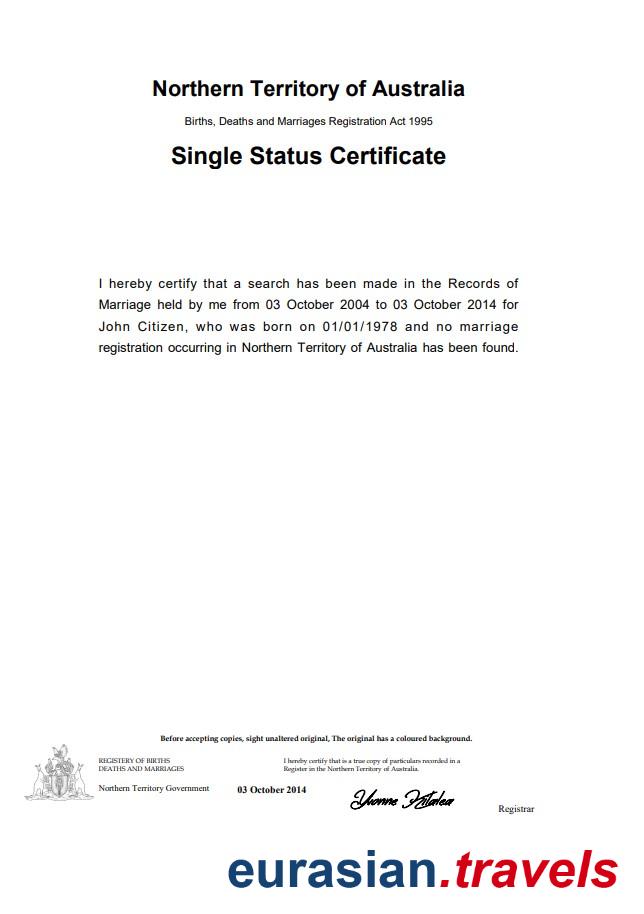 Northern Territory of Australia
Births, Deaths and Marriages Registration Act 1995
Single Status Certificate
I hereby certify that a search has been made in the Records of
Marriage held by me from 03 October 2004 to 03 October 2014 for
John Citizen, who was born on 01/01/1978 and no marriage
registration occurring in Northern Territory of Australia has been found.
Before accepting copies, sight unaltered original, The original has a coloured background.
REGISTERY OF BIRTHS
DEATHS AND MARRIAGES
I hereby certify that is a true copy of particulars recorded in a
Register in the Northern Territory of Australia.
Northern Territory Government
03 October 2014
Yvonne
Registrar
eurasian.travels